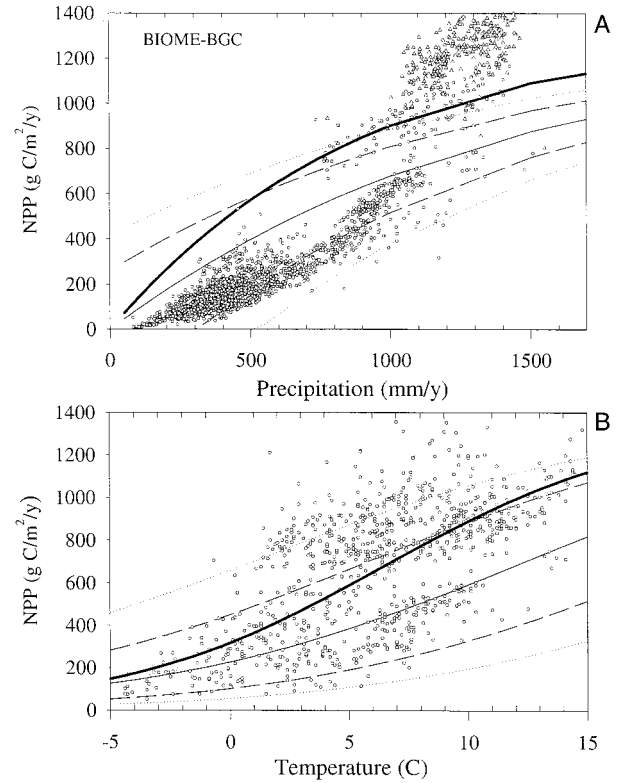 1400
A
BIOME-BGC
1200
1000
800
600
400
200
0
NPP (g C/m²/y)
0 500 1000 1500
Precipitation (mm/y)
1400
B
1200
1000
800
600
400
200
0
NPP (g C/m²/y)
-5 0 5 10 15
Temperature (C)